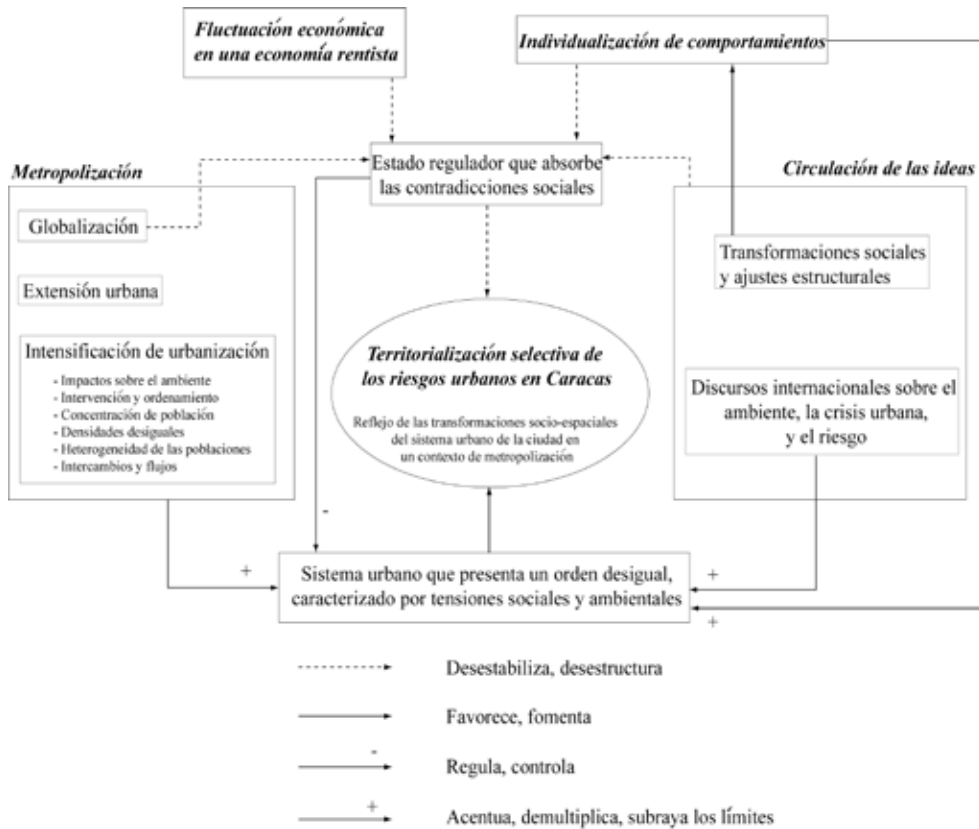 Fluctuación económica
en una economía rentista
Individualización de comportamientos
Estado regulador que absorbe
las contradicciones sociales
Metropolización
Globalización
Extensión urbana
Intensificación de urbanización
- Impactos sobre el ambiente
- Intervención y ordenamiento
- Concentración de población
- Densidades desiguales
- Heterogeneidad de las poblaciones
- Intercambios y flujos
Circulación de las ideas
Transformaciones sociales
y ajustes estructurales
Discursos internacionales sobre el
ambiente, la crisis urbana,
y el riesgo
Territorialización selectiva de
los riesgos urbanos en Caracas
Reflejo de las transformaciones socio-espaciales
del sistema urbano de la ciudad en
un contexto de metropolización
-
+
+
+
Sistema urbano que presenta un orden desigual,
caracterizado por tensiones sociales y ambientales
Desestabiliza, desestructura
Favorece, fomenta
-
Regula, controla
+
Acentua, demultiplica, subraya los límites